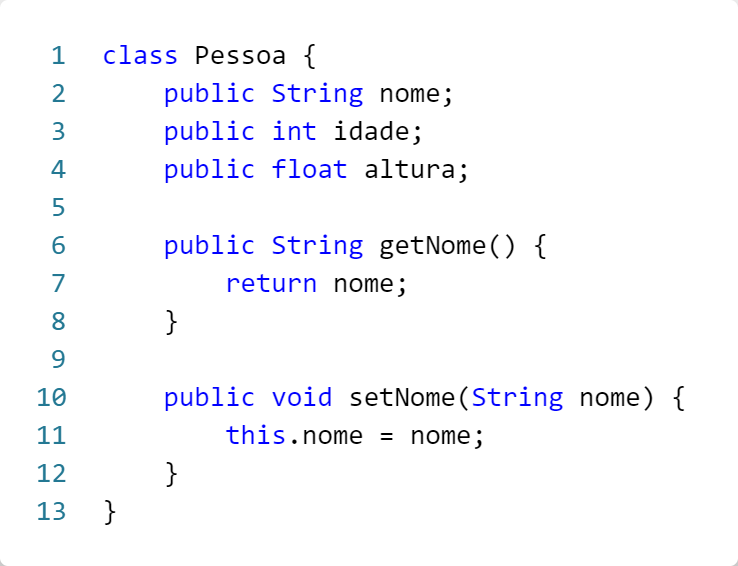 1 class Pessoa {
2     public String nome;
3     public int idade;
4     public float altura;
5
6     public String getNome() {
7         return nome;
8     }
9
10     public void setNome(String nome) {
11         this.nome = nome;
12     }
13 }